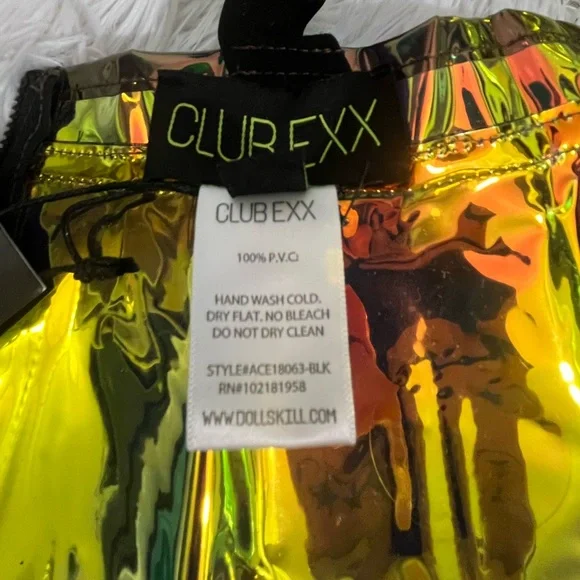 CLUB EXX
CLUB EXX
100% P.V.C
HAND WASH COLD.
DRY FLAT. NO BLEACH
DO NOT DRY CLEAN
STYLE#ACE18063-BLK
RN#102181958
WWW.DOLLSKILL.COM